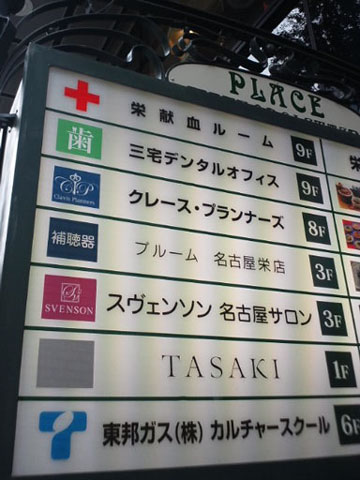 PLACE
栄献血ルーム 9F
歯 三宅デンタルオフィス 9F
Classic Planners クレース・プランナーズ 8F
補聴器 ブルーム 名古屋栄店 3F
SVENSON スヴェンソン 名古屋サロン 3F
TASAKI 1F
東邦ガス(株) カルチャースクール 6F